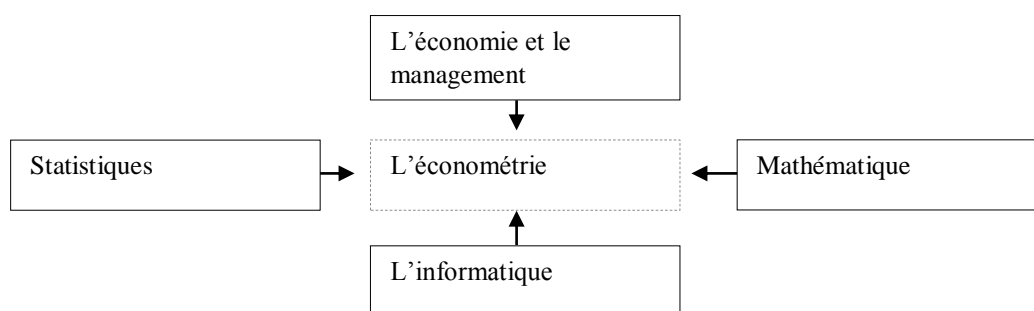 L’économie et le
management
Statistiques
L’économétrie
Mathématique
L’informatique